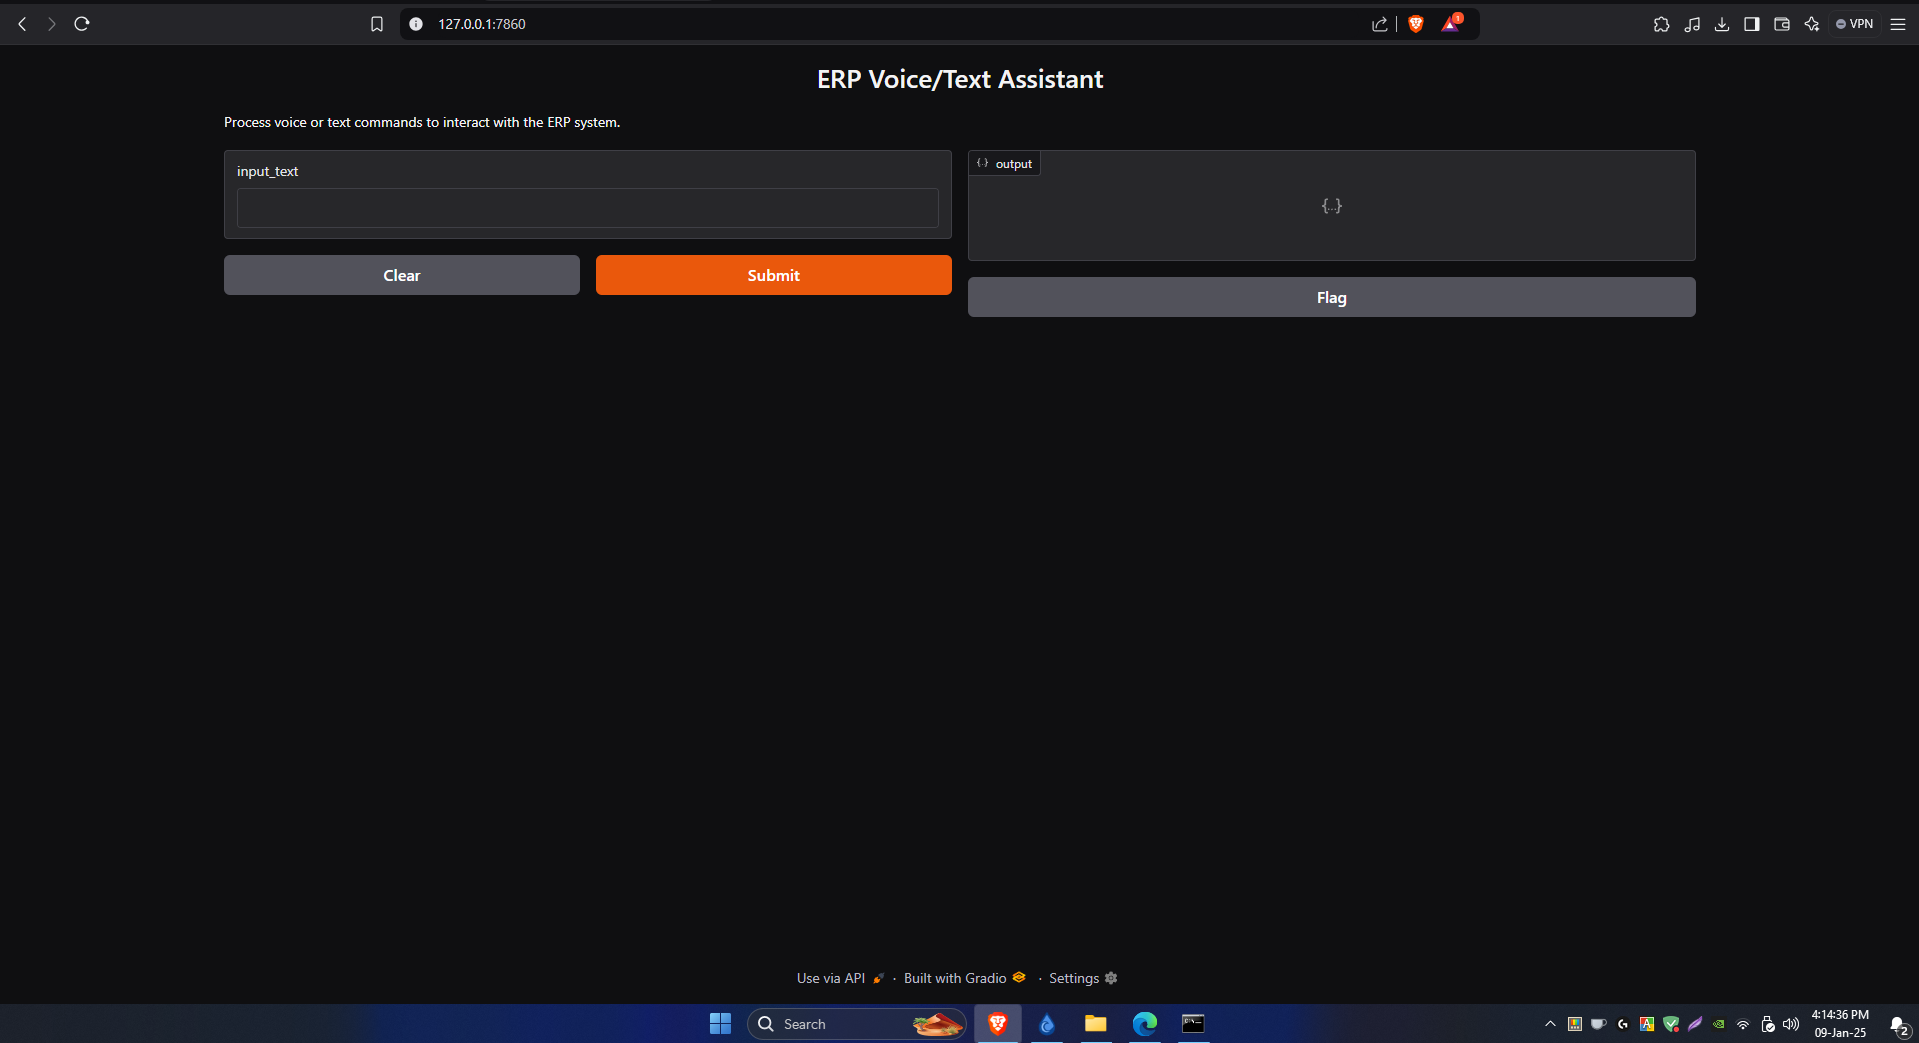 127.0.0.1:7860
1
VPN
ERP Voice/Text Assistant
Process voice or text commands to interact with the ERP system.
input_text
{.} output
{...}
Clear
Submit
Flag
Use via API · Built with Gradio · Settings
Search
4:14:36 PM
09-Jan-25
2